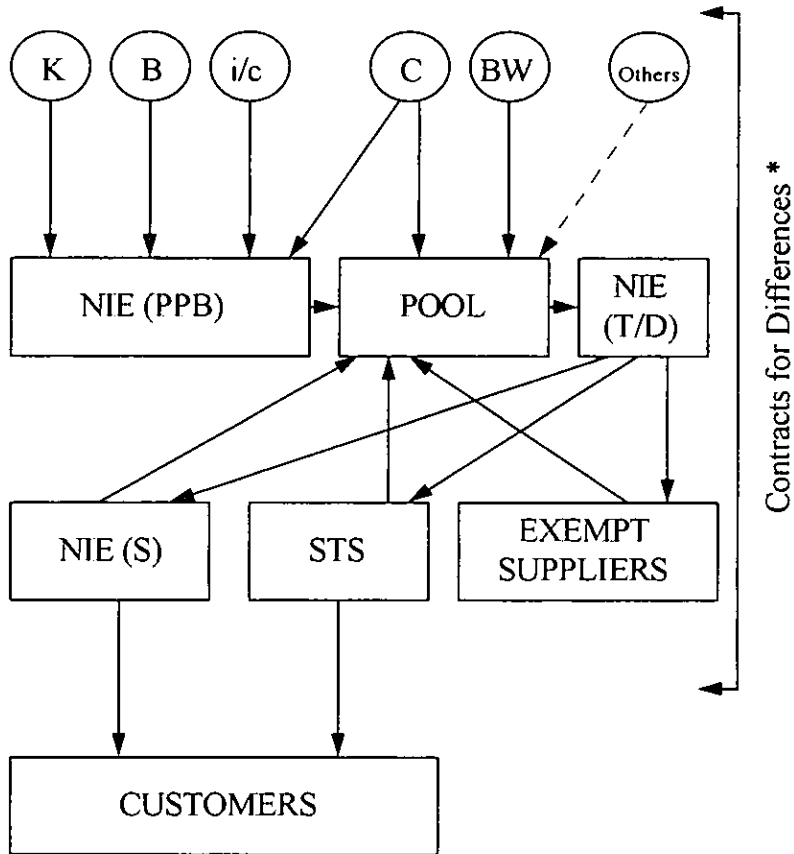 K
B
i/c
C
BW
Others
NIE (PPB)
POOL
NIE
(T/D)
Contracts for Differences *
NIE (S)
STS
EXEMPT
SUPPLIERS
CUSTOMERS